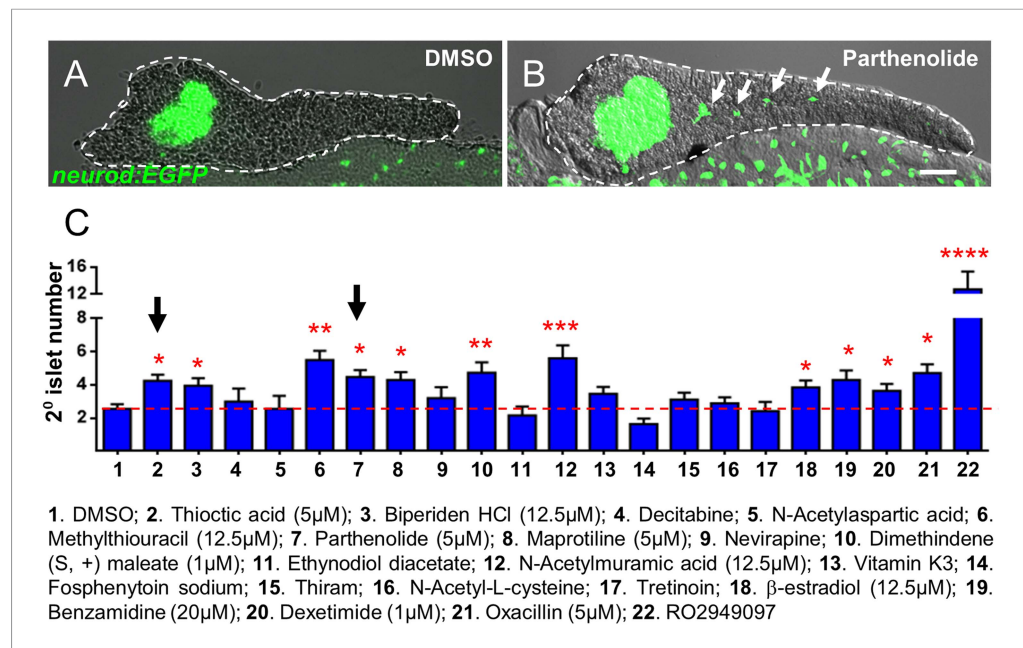 A
DMSO
neurod:EGFP
B
Parthenolide
C
2⁰ islet number
16
12
8
6
4
2
* * ** * * ** *** * * * * ****
1 2 3 4 5 6 7 8 9 10 11 12 13 14 15 16 17 18 19 20 21 22
1. DMSO; 2. Thioctic acid (5μM); 3. Biperiden HCl (12.5μM); 4. Decitabine; 5. N-Acetylaspartic acid; 6.
Methylthiouracil (12.5μM); 7. Parthenolide (5μM); 8. Maprotiline (5μM); 9. Nevirapine; 10. Dimethindene
(S, +) maleate (1μM); 11. Ethynodiol diacetate; 12. N-Acetylmuramic acid (12.5μM); 13. Vitamin K3; 14.
Fosphenytoin sodium; 15. Thiram; 16. N-Acetyl-L-cysteine; 17. Tretinoin; 18. β-estradiol (12.5μM); 19.
Benzamidine (20μM); 20. Dexetimide (1μM); 21. Oxacillin (5μM); 22. RO2949097